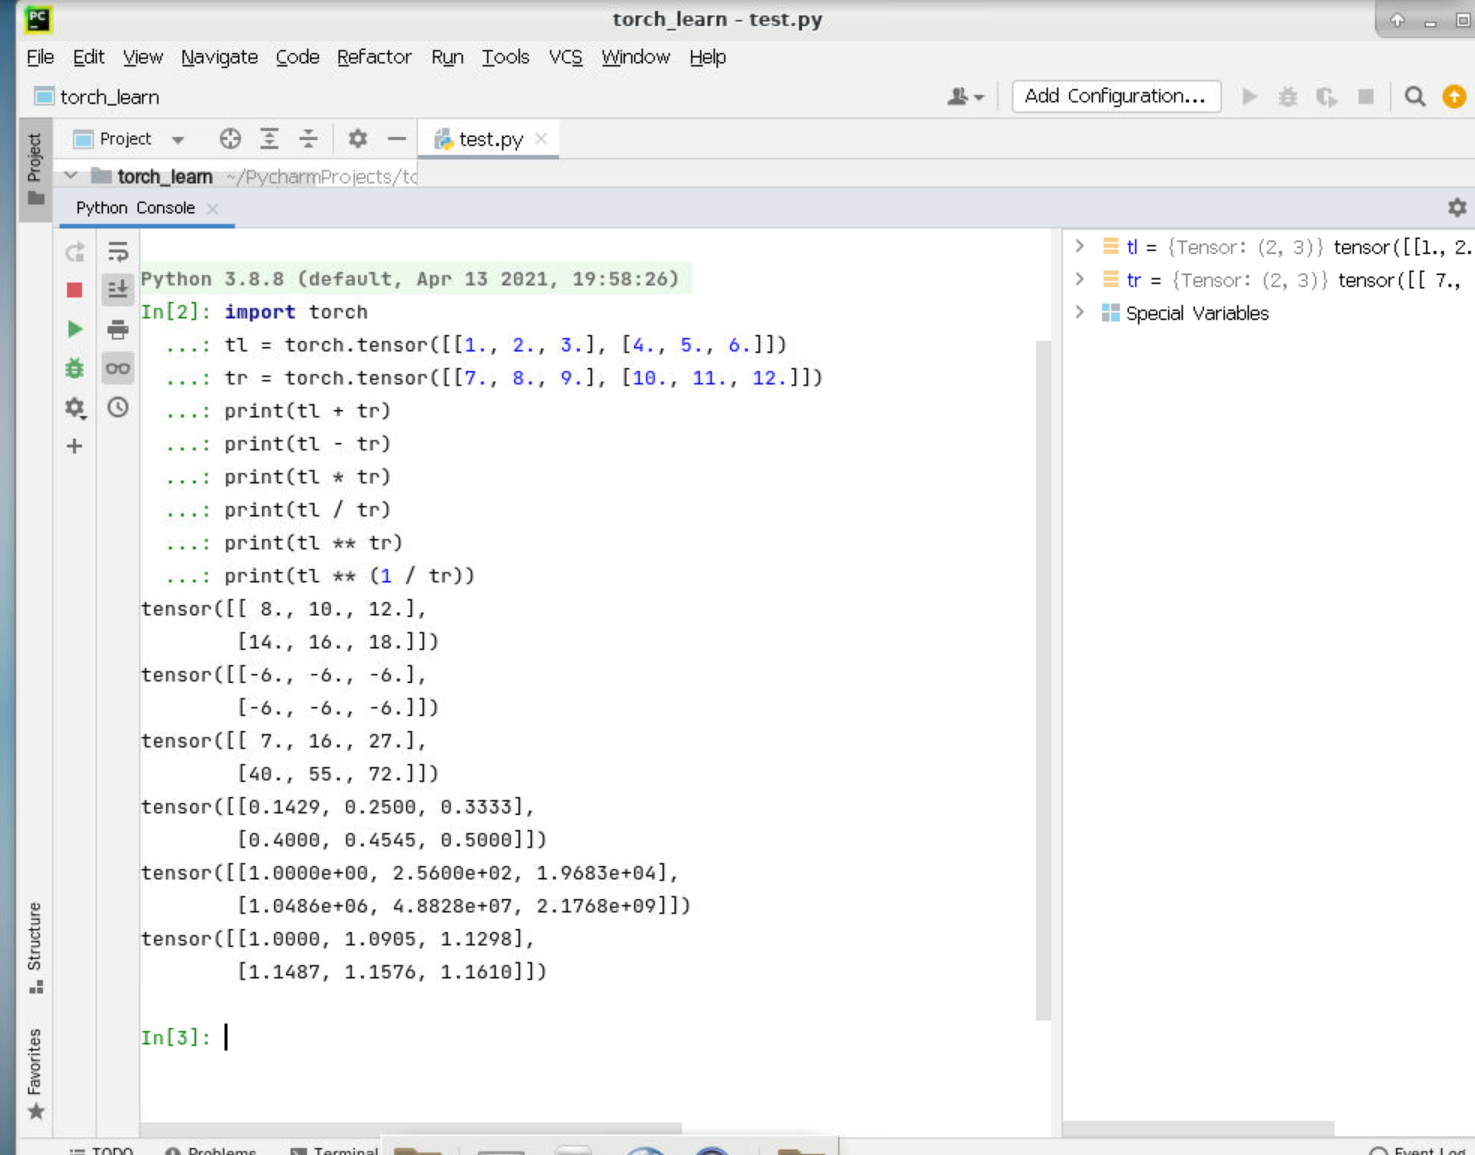 PC
torch_learn - test.py
File Edit View Navigate Code Refactor Run Tools VCS Window Help
torch_learn
Add Configuration...
Project
test.py
Project
torch_learn ~/PycharmProjects/to
Python Console
Python 3.8.8 (default, Apr 13 2021, 19:58:26)
In[2]: import torch
...: tl = torch.tensor([[1., 2., 3.], [4., 5., 6.]])
...: tr = torch.tensor([[7., 8., 9.], [10., 11., 12.]])
...: print(tl + tr)
...: print(tl - tr)
...: print(tl * tr)
...: print(tl / tr)
...: print(tl ** tr)
...: print(tl ** (1 / tr))
tensor([[ 8., 10., 12.],
[14., 16., 18.]])
tensor([[-6., -6., -6.],
[-6., -6., -6.]])
tensor([[ 7., 16., 27.],
[40., 55., 72.]])
tensor([[0.1429, 0.2500, 0.3333],
[0.4000, 0.4545, 0.5000]])
tensor([[1.0000e+00, 2.5600e+02, 1.9683e+04],
[1.0486e+06, 4.8828e+07, 2.1768e+09]])
tensor([[1.0000, 1.0905, 1.1298],
[1.1487, 1.1576, 1.1610]])
In[3]:
tl = {Tensor: (2, 3)} tensor([[1., 2.
tr = {Tensor: (2, 3)} tensor([[ 7.,
Special Variables
Structure
Favorites
TODO Problems Terminal
Event Log